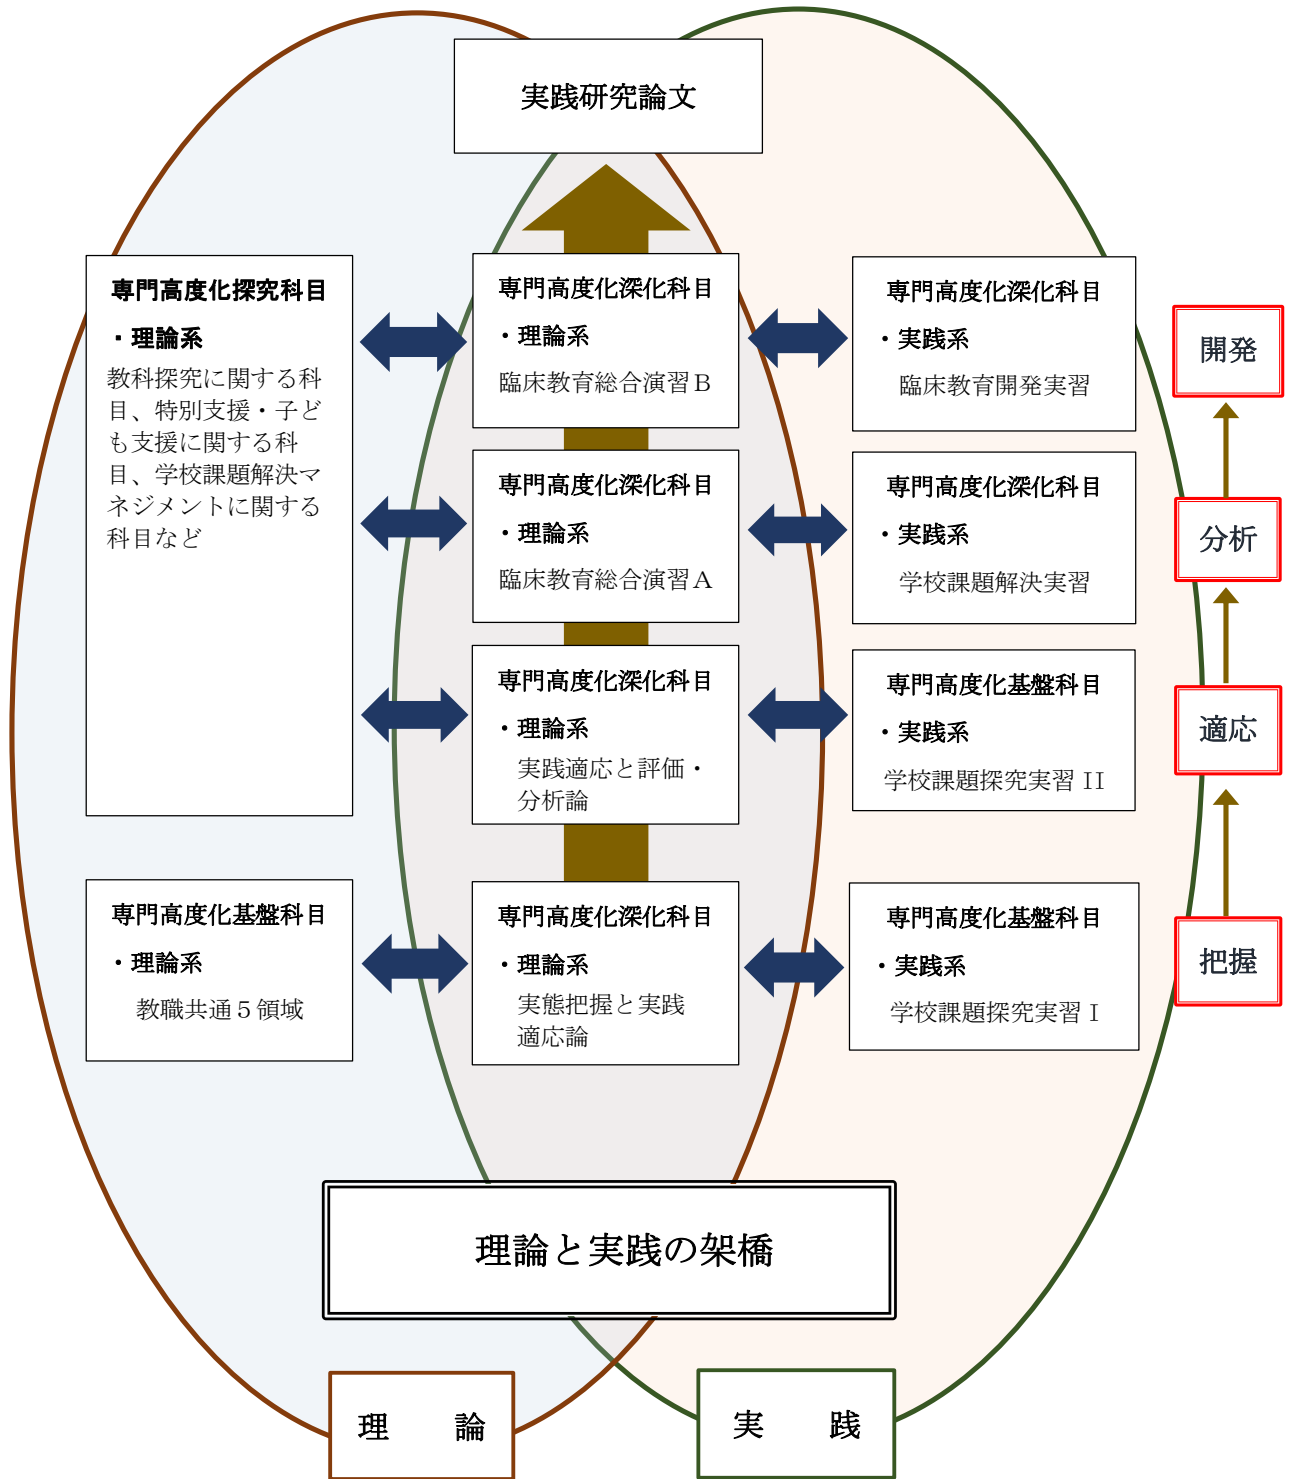 実践研究論文
専門高度化探究科目
・理論系
教科探究に関する科
目、特別支援・子ど
も支援に関する科
目、学校課題解決マ
ネジメントに関する
科目など
専門高度化深化科目
・理論系
臨床教育総合演習Ｂ
専門高度化深化科目
・実践系
臨床教育開発実習
開発
専門高度化深化科目
・理論系
臨床教育総合演習Ａ
専門高度化深化科目
・実践系
学校課題解決実習
分析
専門高度化深化科目
・理論系
実践適応と評価・
分析論
専門高度化基盤科目
・実践系
学校課題探究実習 II
適応
専門高度化基盤科目
・理論系
教職共通５領域
専門高度化深化科目
・理論系
実態把握と実践
適応論
専門高度化基盤科目
・実践系
学校課題探究実習 I
把握
理論と実践の架橋
理　論
実　践